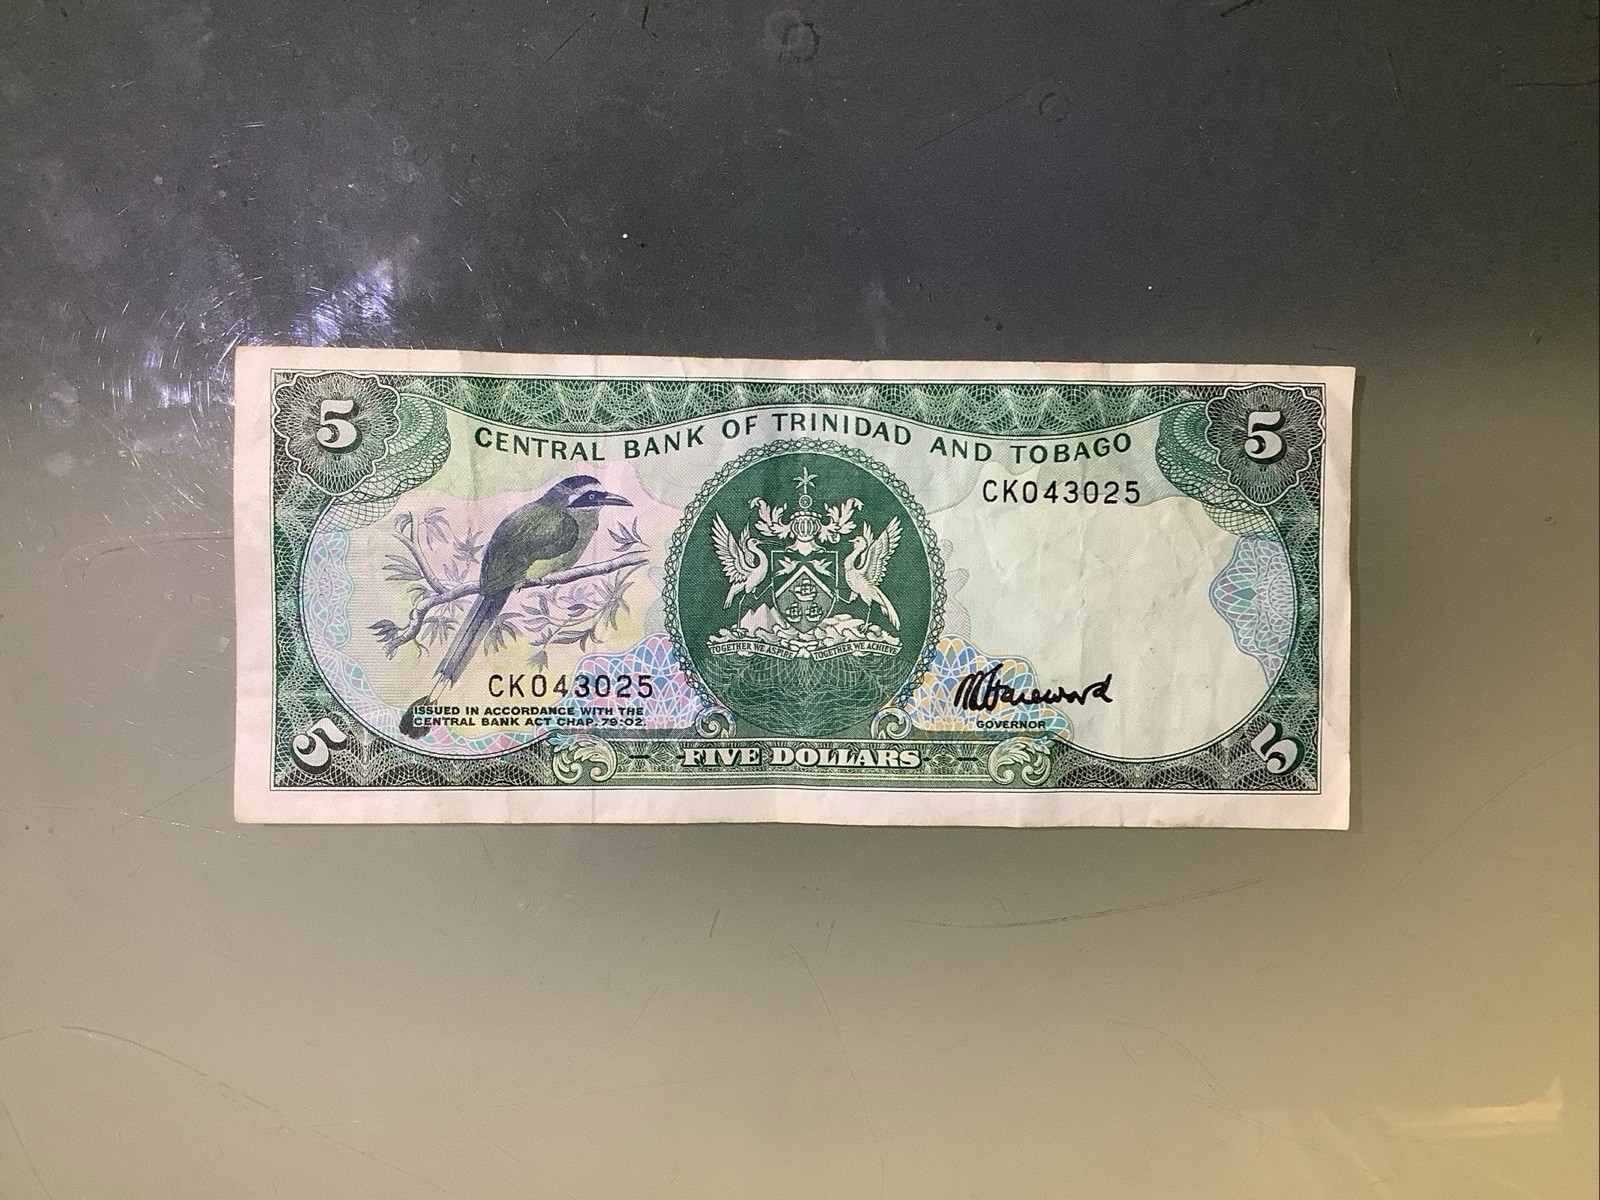 5
5
CENTRAL BANK OF TRINIDAD AND TOBAGO
CK043025
TOGETHER WE ASPIRE TOGETHER WE ACHIEVE
CK043025
ISSUED IN ACCORDANCE WITH THE
CENTRAL BANK ACT CHAP. 79:02.
GOVERNOR
5
FIVE DOLLARS
5